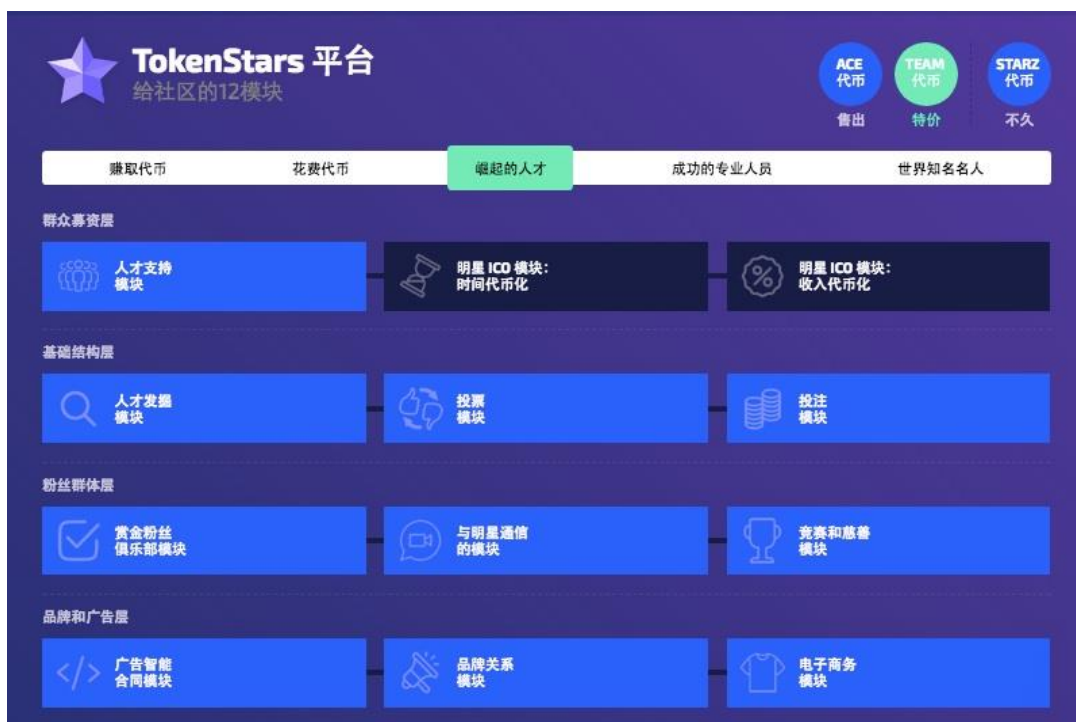 TokenStars 平台
给社区的12模块
ACE
代币
售出
TEAM
代币
特价
STARZ
代币
不久
赚取代币
花费代币
崛起的人才
成功的专业人员
世界知名名人
群众募资层
人才支持
模块
明星 ICO 模块：
时间代币化
明星 ICO 模块：
收入代币化
基础结构层
人才发掘
模块
投票
模块
投注
模块
粉丝群体层
赏金粉丝
俱乐部模块
与明星通信
的模块
竞赛和慈善
模块
品牌和广告层
广告智能
合同模块
品牌关系
模块
电子商务
模块